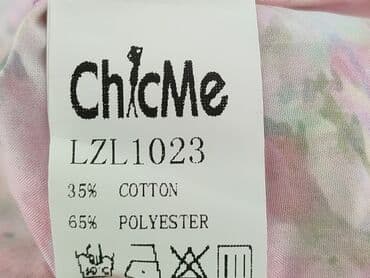 ChicMe
LZL1023
35% COTTON
65% POLYESTER